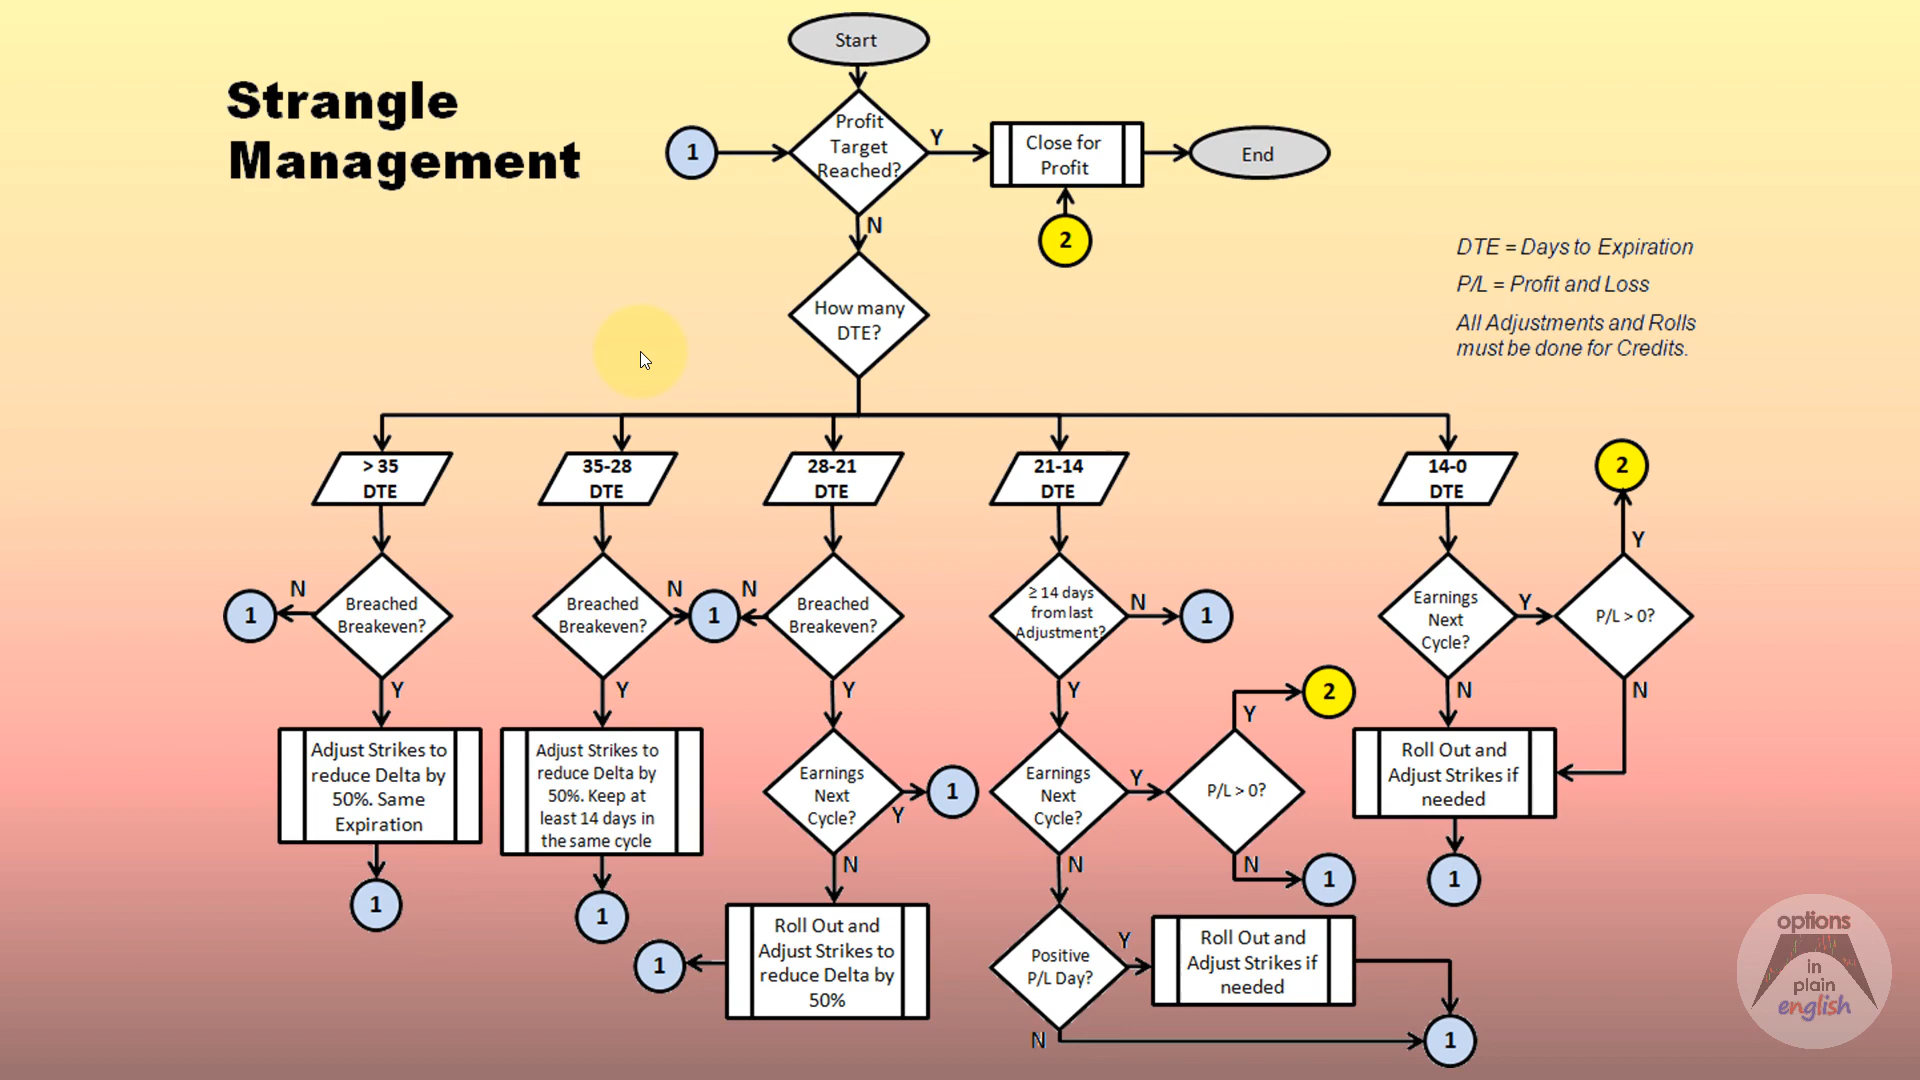 Start
Strangle
Management
1
Profit
Target
Reached?
Y
Close for
Profit
End
N
2
How many
DTE?
DTE = Days to Expiration
P/L = Profit and Loss
All Adjustments and Rolls
must be done for Credits.
> 35
DTE
35-28
DTE
28-21
DTE
21-14
DTE
14-0
DTE
2
Y
1
N
Breached
Breakeven?
Y
Breached
Breakeven?
N
1
N
Y
Breached
Breakeven?
Y
≥ 14 days
from last
Adjustment?
N
1
Y
Earnings
Next
Cycle?
Y
P/L > 0?
N
N
Adjust Strikes to
reduce Delta by
50%. Same
Expiration
1
Adjust Strikes to
reduce Delta by
50%. Keep at
least 14 days in
the same cycle
1
Earnings
Next
Cycle?
Y
1
N
Roll Out and
Adjust Strikes to
reduce Delta by
50%
1
Earnings
Next
Cycle?
Y
P/L > 0?
Y
2
N
1
N
Positive
P/L Day?
Y
Roll Out and
Adjust Strikes if
needed
N
1
Roll Out and
Adjust Strikes if
needed
1
options
in
plain
english